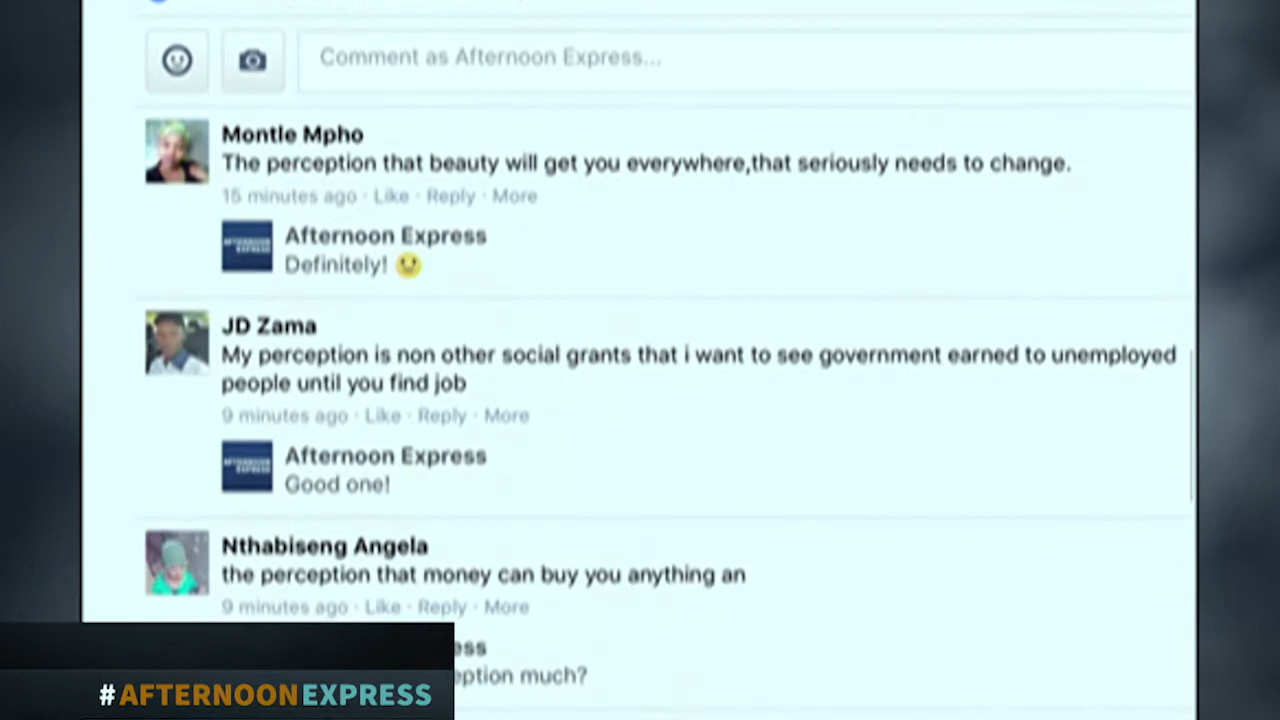 Comment as Afternoon Express...
Montle Mpho
The perception that beauty will get you everywhere,that seriously needs to change.
15 minutes ago · Like · Reply · More
Afternoon Express
Definitely!
JD Zama
My perception is non other social grants that i want to see government earned to unemployed
people until you find job
9 minutes ago · Like · Reply · More
AFTERNOON
EXPRESS
Afternoon Express
Good one!
Nthabiseng Angela
the perception that money can buy you anything an
9 minutes ago · Like · Reply · More
ess
eption much?
#AFTERNOONEXPRESS